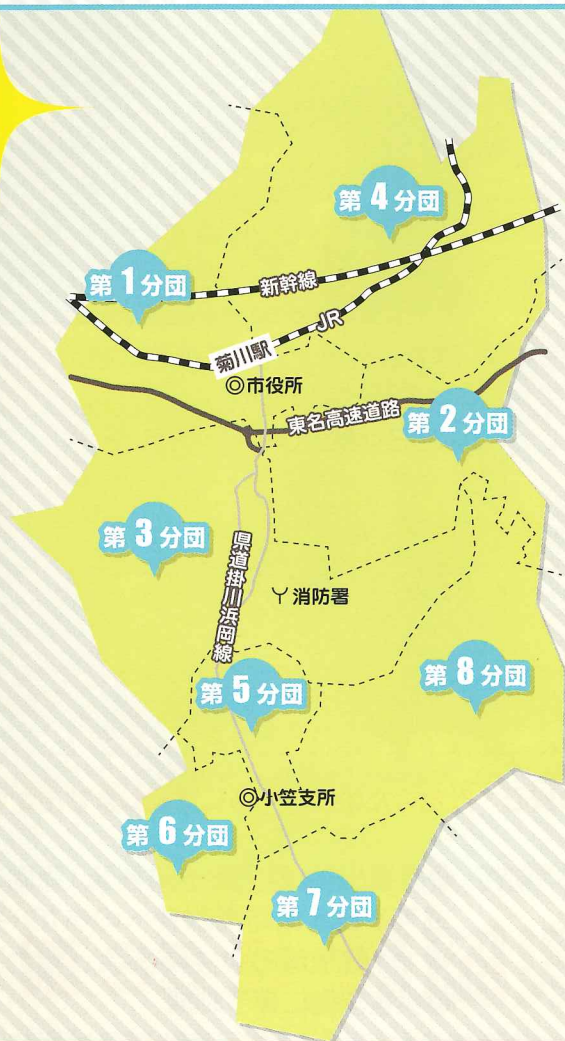 第4分団
第1分団
新幹線
JR
菊川駅
◎市役所
東名高速道路
第2分団
第3分団
県道掛川浜岡線
Y消防署
第8分団
第5分団
◎小笠支所
第6分団
第7分団